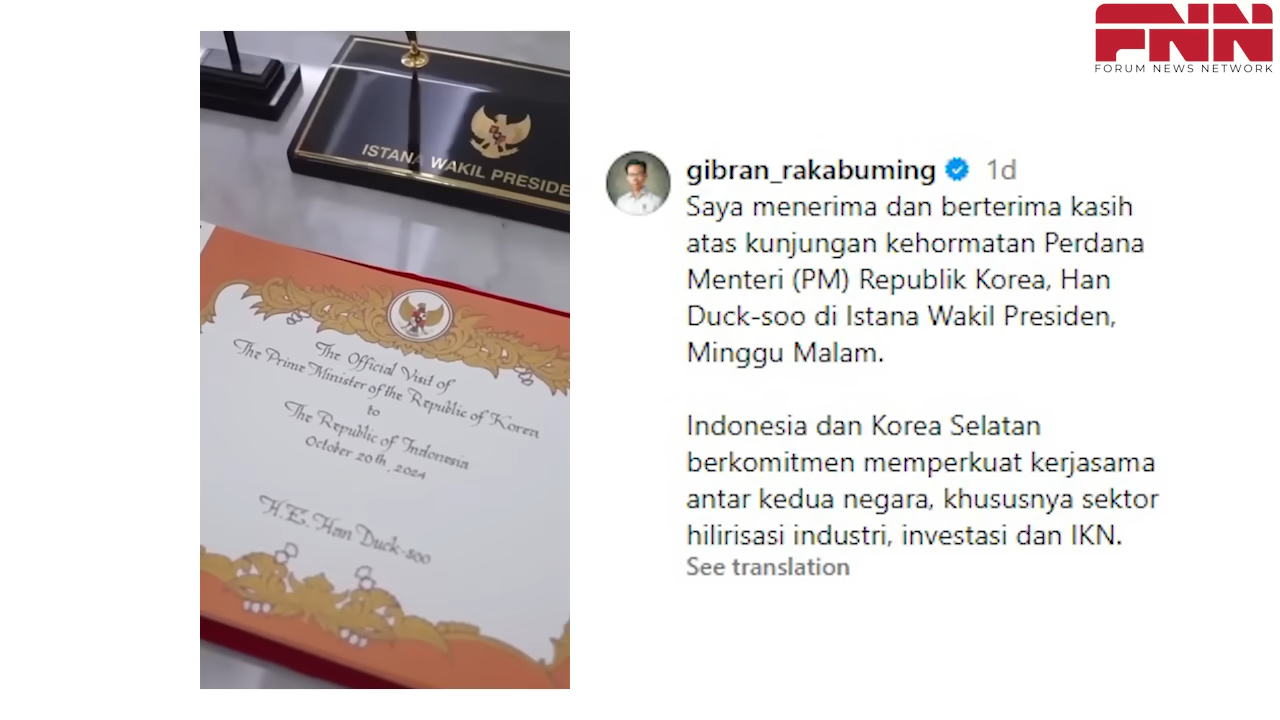 FNN
FORUM NEWS NETWORK
ISTANA WAKIL PRESIDE
The Official Visit of
The Prime Minister of the Republic of Korea
to
The Republic of Indonesia
October 20th, 2024
H.E. Han Duck-soo
gibran_rakabuming 1d
Saya menerima dan berterima kasih
atas kunjungan kehormatan Perdana
Menteri (PM) Republik Korea, Han
Duck-soo di Istana Wakil Presiden,
Minggu Malam.
Indonesia dan Korea Selatan
berkomitmen memperkuat kerjasama
antar kedua negara, khususnya sektor
hilirisasi industri, investasi dan IKN.
See translation